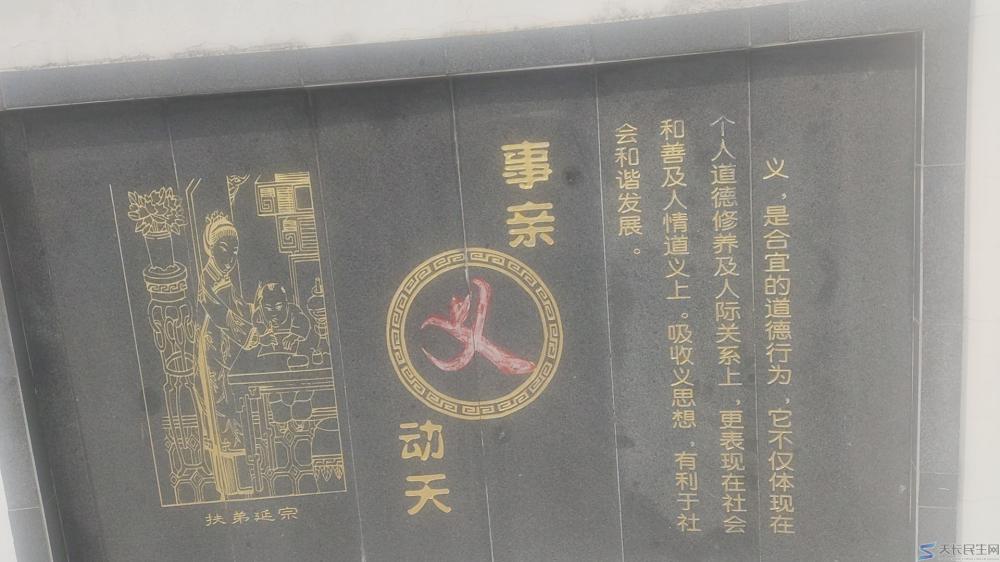 义，是合宜的道德行为，它不仅体现在
个人道德修养及人际关系上，更表现在社会
和善及人情道义上。吸收义思想，有利于社
会和谐发展。
事亲
义
动天
扶弟延宗
天长民生网